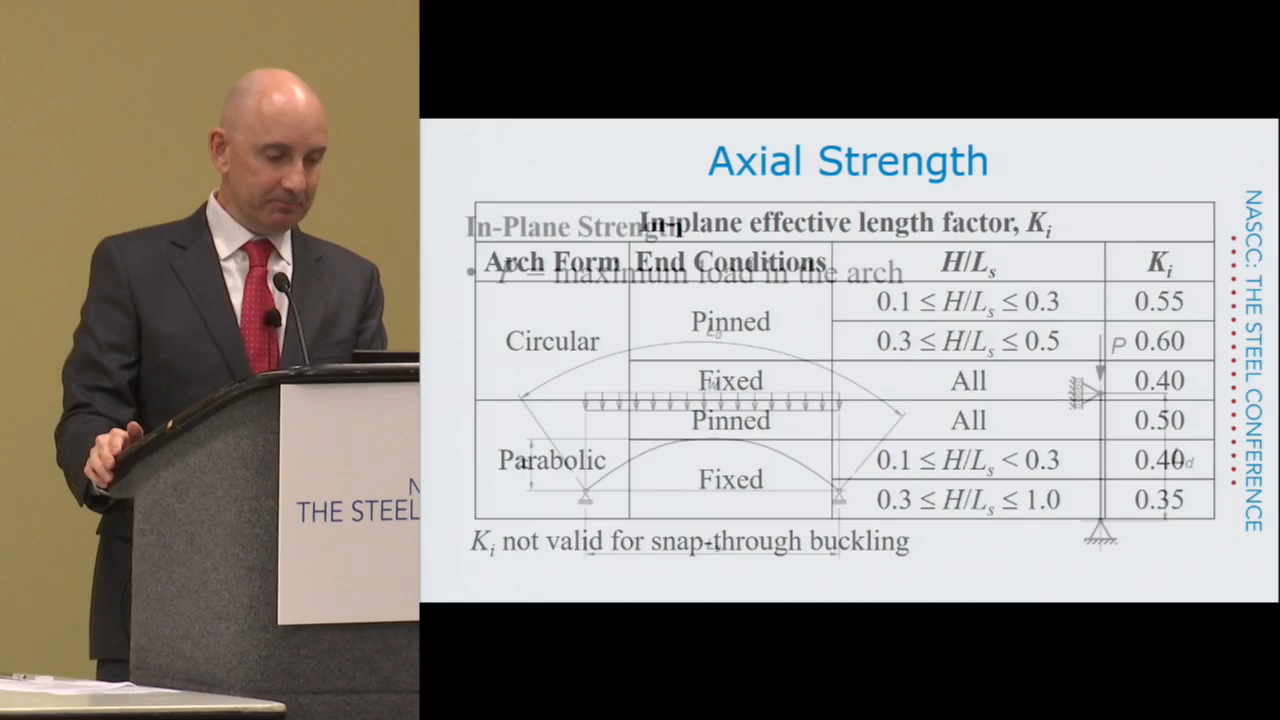 Axial Strength
In-Plane Strength
In-plane effective length factor, Kᵢ
• P = maximum load in the arch
Arch Form End Conditions H/Lₛ Kᵢ
Circular Pinned 0.1 ≤ H/Lₛ ≤ 0.3 0.55
0.3 ≤ H/Lₛ ≤ 0.5 0.60
P
Fixed All 0.40
Parabolic Pinned All 0.50
Fixed 0.1 ≤ H/Lₛ < 0.3 0.40
0.3 ≤ H/Lₛ ≤ 1.0 0.35
Kᵢ not valid for snap-through buckling
NASCC: THE STEEL CONFERENCE
N
THE STEEL